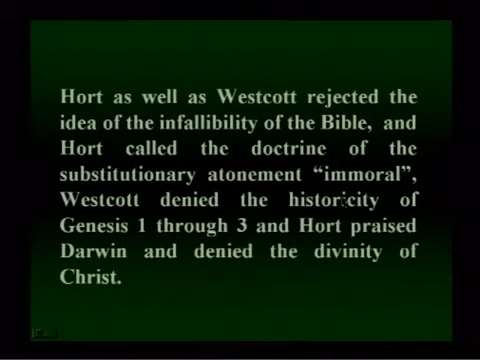 Hort as well as Westcott rejected the
idea of the infallibility of the Bible, and
Hort called the doctrine of the
substitutionary atonement “immoral”,
Westcott denied the historicity of
Genesis 1 through 3 and Hort praised
Darwin and denied the divinity of
Christ.